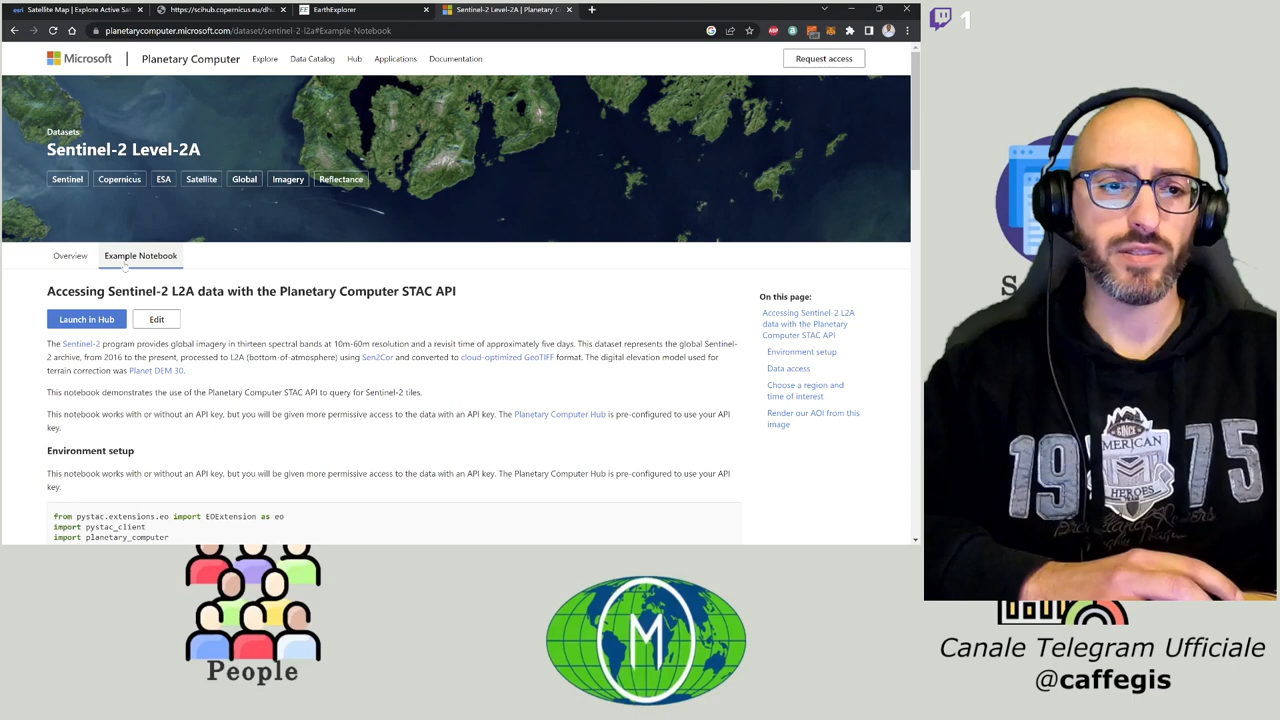 esri Satellite Map | Explore Active Sat
https://scihub.copernicus.eu/dhu
EarthExplorer
Sentinel-2 Level-2A | Planetary C
planetarycomputer.microsoft.com/dataset/sentinel-2-l2a#Example-Notebook
1
Microsoft
Planetary Computer
Explore
Data Catalog
Hub
Applications
Documentation
Request access
Datasets
Sentinel-2 Level-2A
Sentinel
Copernicus
ESA
Satellite
Global
Imagery
Reflectance
Overview
Example Notebook
Accessing Sentinel-2 L2A data with the Planetary Computer STAC API
Launch in Hub
Edit
The Sentinel-2 program provides global imagery in thirteen spectral bands at 10m-60m resolution and a revisit time of approximately five days. This dataset represents the global Sentinel-
2 archive, from 2016 to the present, processed to L2A (bottom-of-atmosphere) using Sen2Cor and converted to cloud-optimized GeoTIFF format. The digital elevation model used for
terrain correction was Planet DEM 30.
This notebook demonstrates the use of the Planetary Computer STAC API to query for Sentinel-2 tiles.
This notebook works with or without an API key, but you will be given more permissive access to the data with an API key. The Planetary Computer Hub is pre-configured to use your API
key.
Environment setup
This notebook works with or without an API key, but you will be given more permissive access to the data with an API key. The Planetary Computer Hub is pre-configured to use your API
key.
from pystac.extensions.eo import EOExtension as eo
import pystac_client
import planetary_computer
On this page:
Accessing Sentinel-2 L2A
data with the Planetary
Computer STAC API
Environment setup
Data access
Choose a region and
time of interest
Render our AOI from this
image
S
SINCE
MERICAN
19
75
HEROES
People
M
Canale Telegram Ufficiale
@caffegis